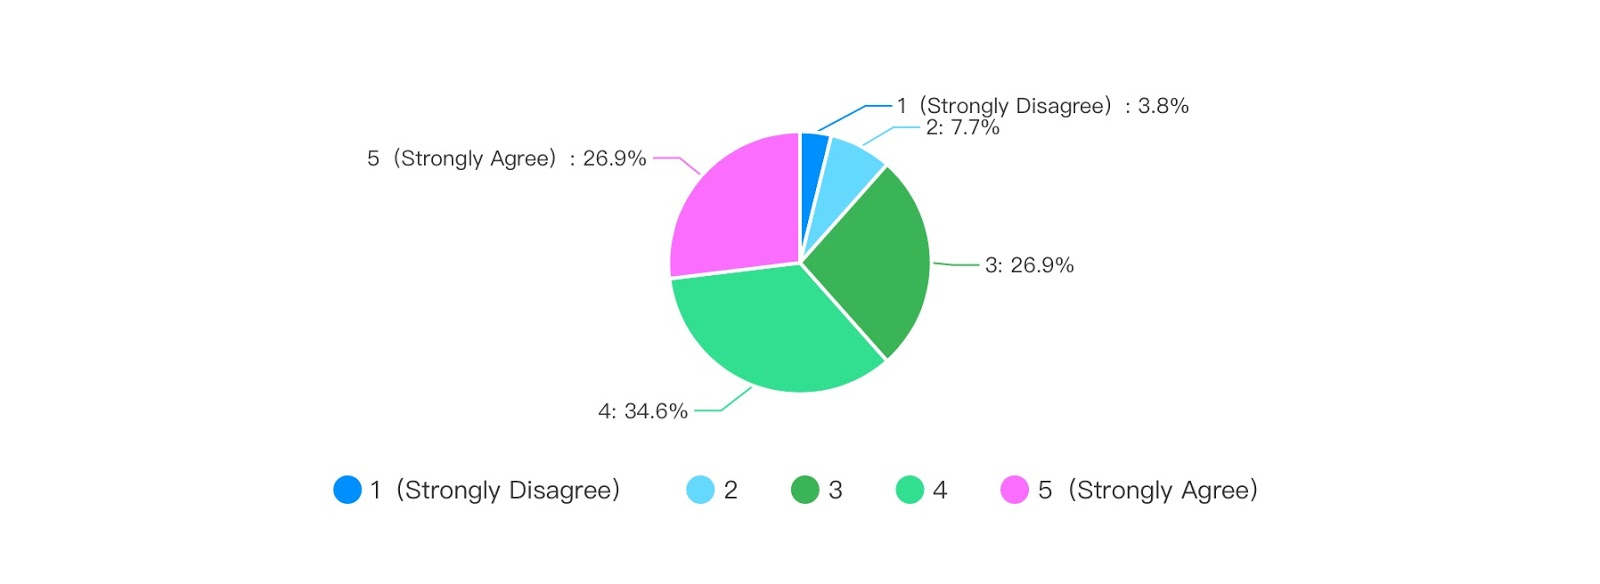 1（Strongly Disagree）: 3.8%
2: 7.7%
5（Strongly Agree）: 26.9%
3: 26.9%
4: 34.6%
1（Strongly Disagree） 2 3 4 5（Strongly Agree）